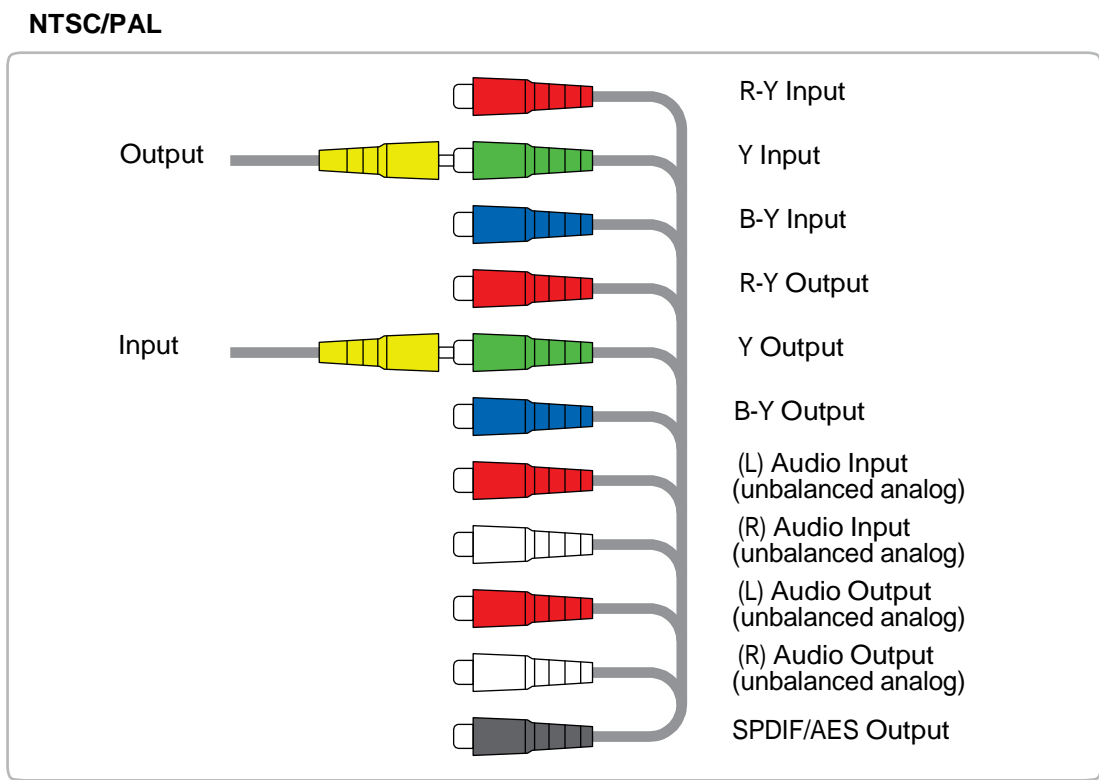 NTSC/PAL
R-Y Input
Output
Y Input
B-Y Input
R-Y Output
Input
Y Output
B-Y Output
(L) Audio Input
(unbalanced analog)
(R) Audio Input
(unbalanced analog)
(L) Audio Output
(unbalanced analog)
(R) Audio Output
(unbalanced analog)
SPDIF/AES Output